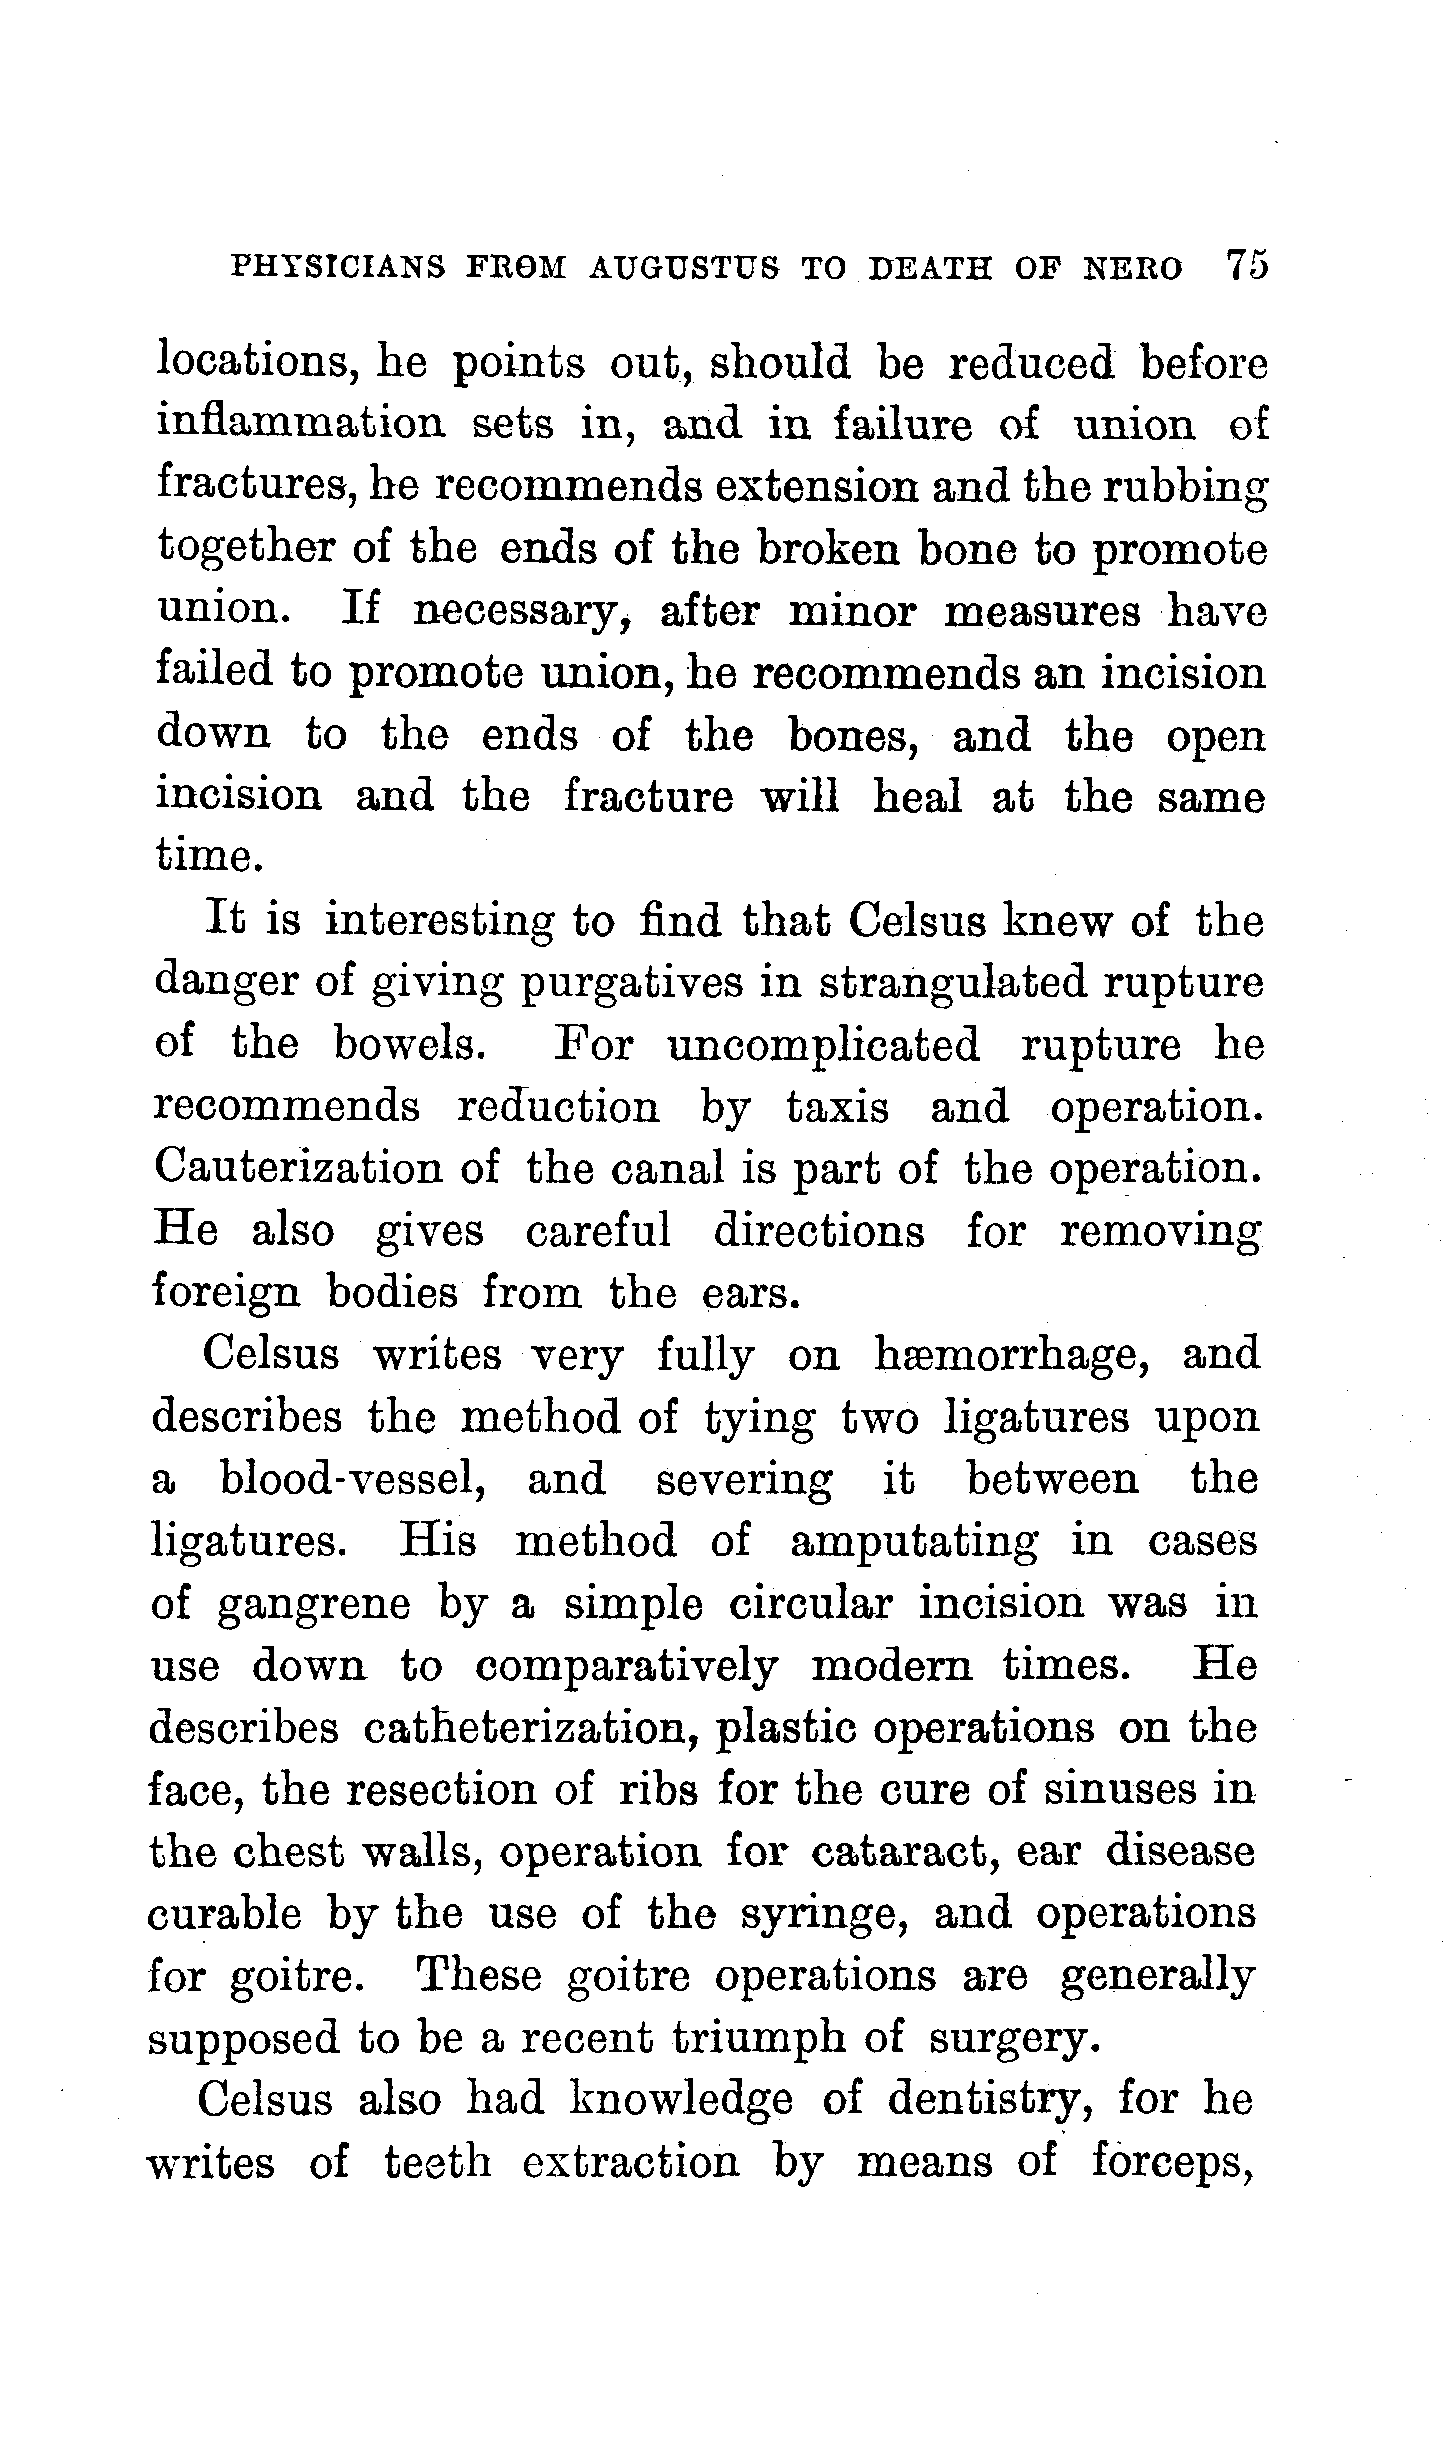 PHYSICIANS FROM AUGUSTUS TO DEATH OF NERO 75
locations, he points out, should be reduced before
inflammation sets in, and in failure of union of
fractures, he recommends extension and the rubbing
together of the ends of the broken bone to promote
union. If necessary, after minor measures have
failed to promote union, he recommends an incision
down to the ends of the bones, and the open
incision and the fracture will heal at the same
time.
It is interesting to find that Celsus knew of the
danger of giving purgatives in strangulated rupture
of the bowels. For uncomplicated rupture he
recommends reduction by taxis and operation.
Cauterization of the canal is part of the operation.
He also gives careful directions for removing
foreign bodies from the ears.
Celsus writes very fully on hæmorrhage, and
describes the method of tying two ligatures upon
a blood-vessel, and severing it between the
ligatures. His method of amputating in cases
of gangrene by a simple circular incision was in
use down to comparatively modern times. He
describes catheterization, plastic operations on the
face, the resection of ribs for the cure of sinuses in
the chest walls, operation for cataract, ear disease
curable by the use of the syringe, and operations
for goitre. These goitre operations are generally
supposed to be a recent triumph of surgery.
Celsus also had knowledge of dentistry, for he
writes of teeth extraction by means of forceps,